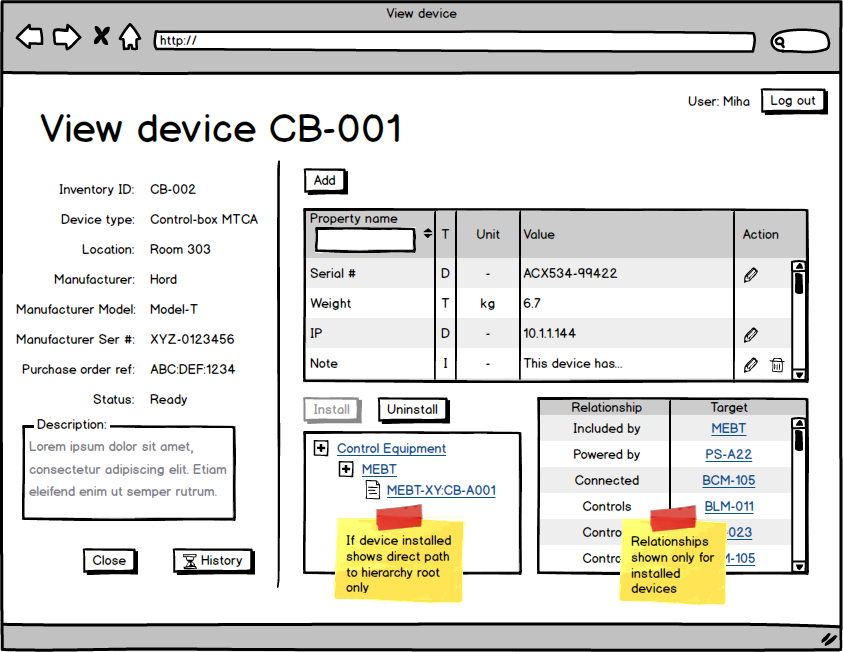 View device
http://
User: Miha
Log out
View device CB-001
Inventory ID: CB-002
Device type: Control-box MTCA
Location: Room 303
Manufacturer: Hord
Manufacturer Model: Model-T
Manufacturer Ser #: XYZ-0123456
Purchase order ref: ABC:DEF:1234
Status: Ready
Description:
Lorem ipsum dolor sit amet,
consectetur adipiscing elit. Etiam
eleifend enim ut semper rutrum.
Close
History
Add
Property name T Unit Value Action
Serial # D - ACX534-99422
Weight T kg 6.7
IP D - 10.1.1.144
Note I - This device has...
Install
Uninstall
Control Equipment
MEBT
MEBT-XY:CB-A001
If device installed
shows direct path
to hierarchy root
only
Relationship Target
Included by MEBT
Powered by PS-A22
Connected BCM-105
Controls BLM-011
Contro -023
Contro M-105
Relationships
shown only for
installed
devices